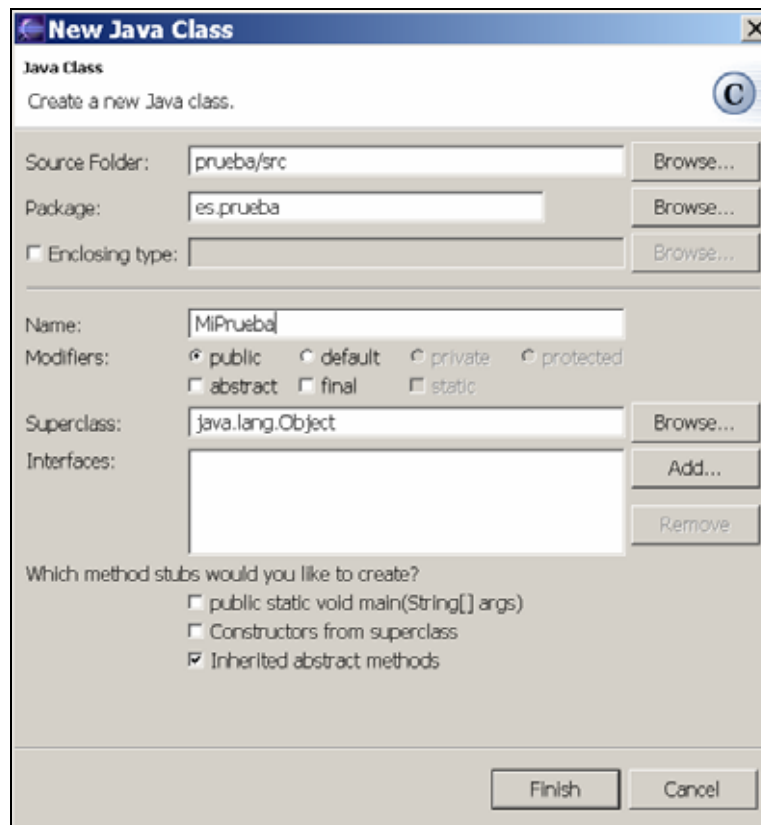 New Java Class
Java Class
Create a new Java class.
C
Source Folder: prueba/src Browse...
Package: es.prueba Browse...
Enclosing type: Browse...
Name: MiPrueba
Modifiers: public default private protected
abstract final static
Superclass: java.lang.Object Browse...
Interfaces: Add...
Remove
Which method stubs would you like to create?
public static void main(String[] args)
Constructors from superclass
Inherited abstract methods
Finish Cancel